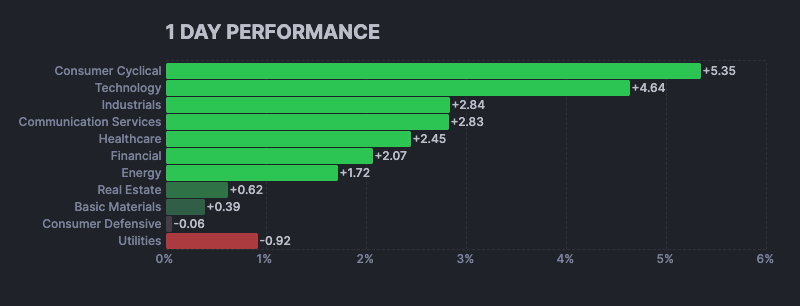 1 DAY PERFORMANCE
Consumer Cyclical +5.35
Technology +4.64
Industrials +2.84
Communication Services +2.83
Healthcare +2.45
Financial +2.07
Energy +1.72
Real Estate +0.62
Basic Materials +0.39
Consumer Defensive -0.06
Utilities -0.92
0% 1% 2% 3% 4% 5% 6%